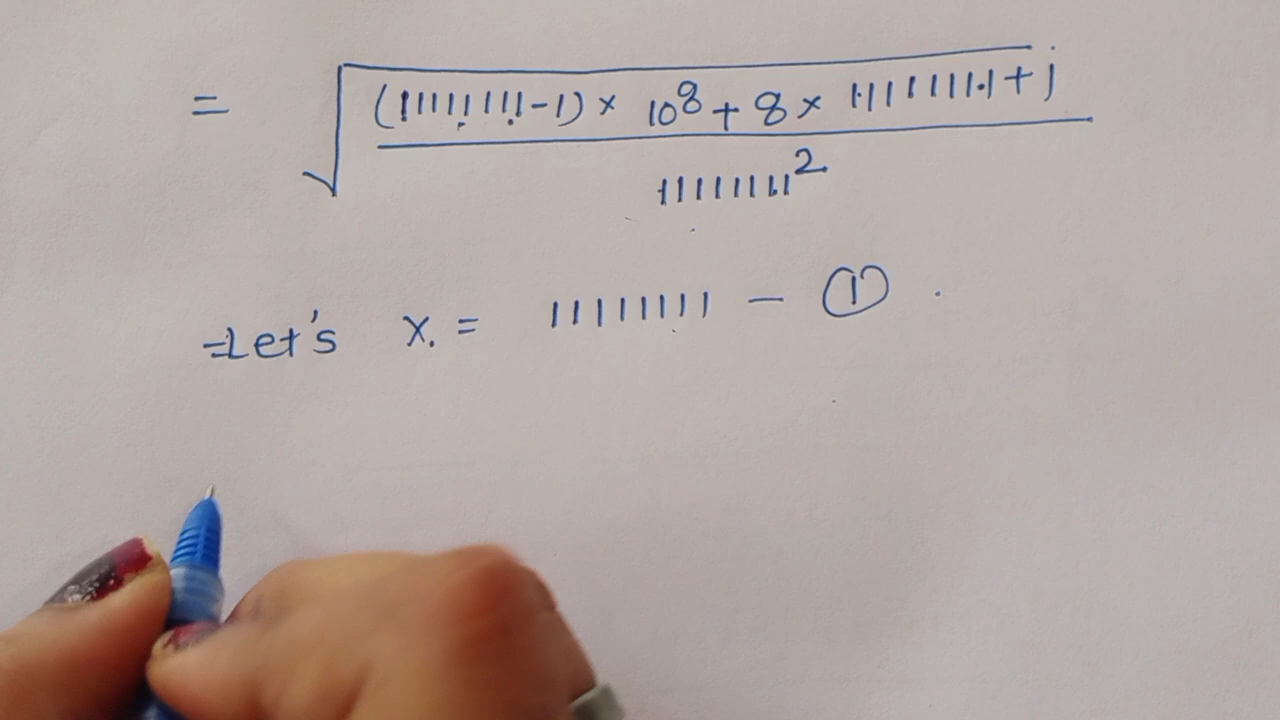 = √(11111111-1) × 10⁸ + 8 × 11111111 + 1
11111111²
=Let's x = 11111111 — ①